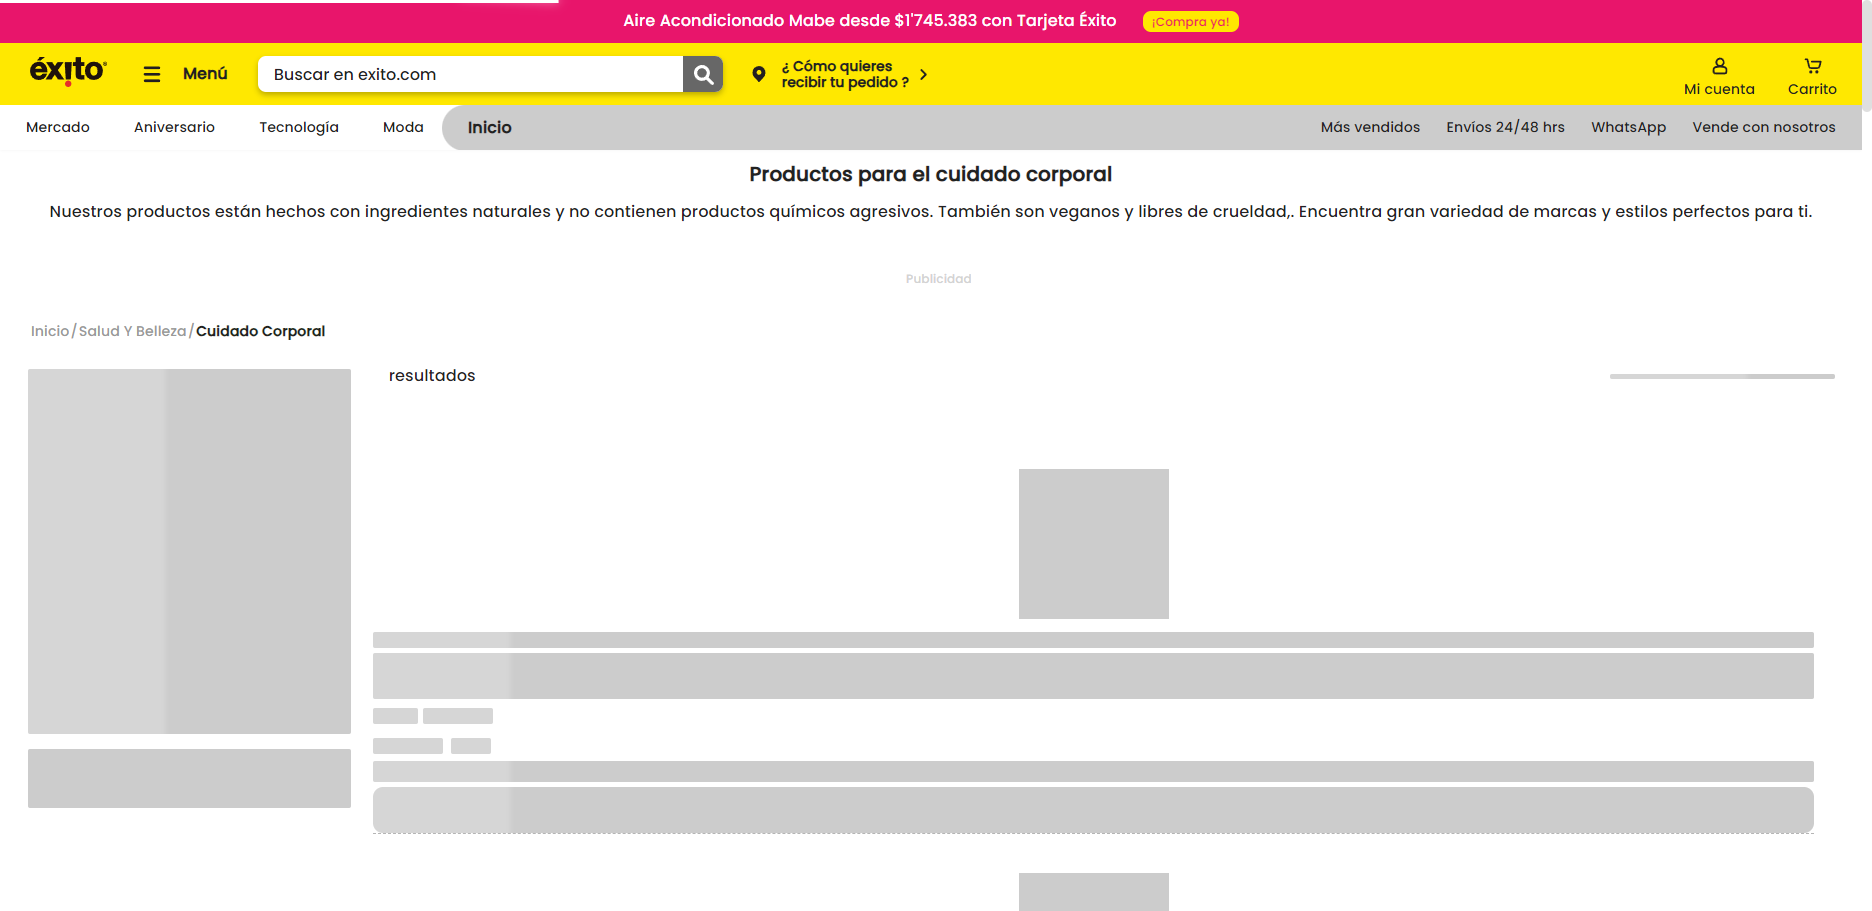 Aire Acondicionado Mabe desde $1'745.383 con Tarjeta Éxito ¡Compra ya!
éxito
Menú
Buscar en exito.com
¿ Cómo quieres
recibir tu pedido ?
Mi cuenta
Carrito
Mercado Aniversario Tecnología Moda Inicio Más vendidos Envíos 24/48 hrs WhatsApp Vende con nosotros
Productos para el cuidado corporal
Nuestros productos están hechos con ingredientes naturales y no contienen productos químicos agresivos. También son veganos y libres de crueldad,. Encuentra gran variedad de marcas y estilos perfectos para ti.
Publicidad
Inicio/Salud Y Belleza/Cuidado Corporal
resultados